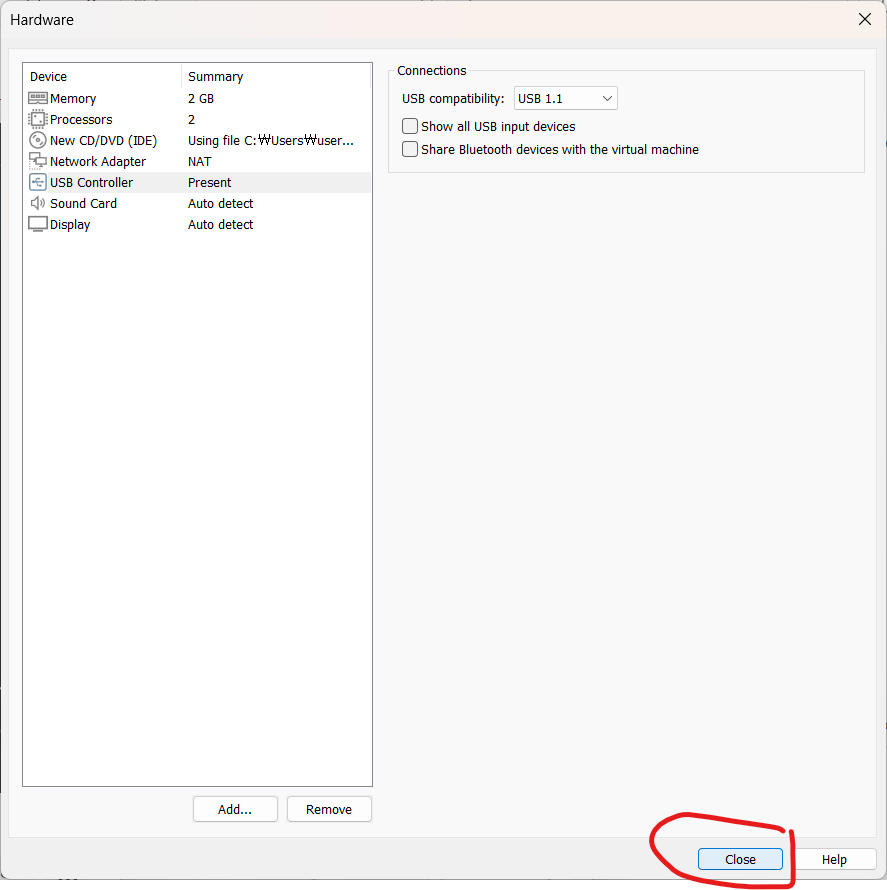 Hardware
Device Summary
Memory 2 GB
Processors 2
New CD/DVD (IDE) Using file C:₩Users₩user...
Network Adapter NAT
USB Controller Present
Sound Card Auto detect
Display Auto detect
Add... Remove
Connections
USB compatibility: USB 1.1
Show all USB input devices
Share Bluetooth devices with the virtual machine
Close Help